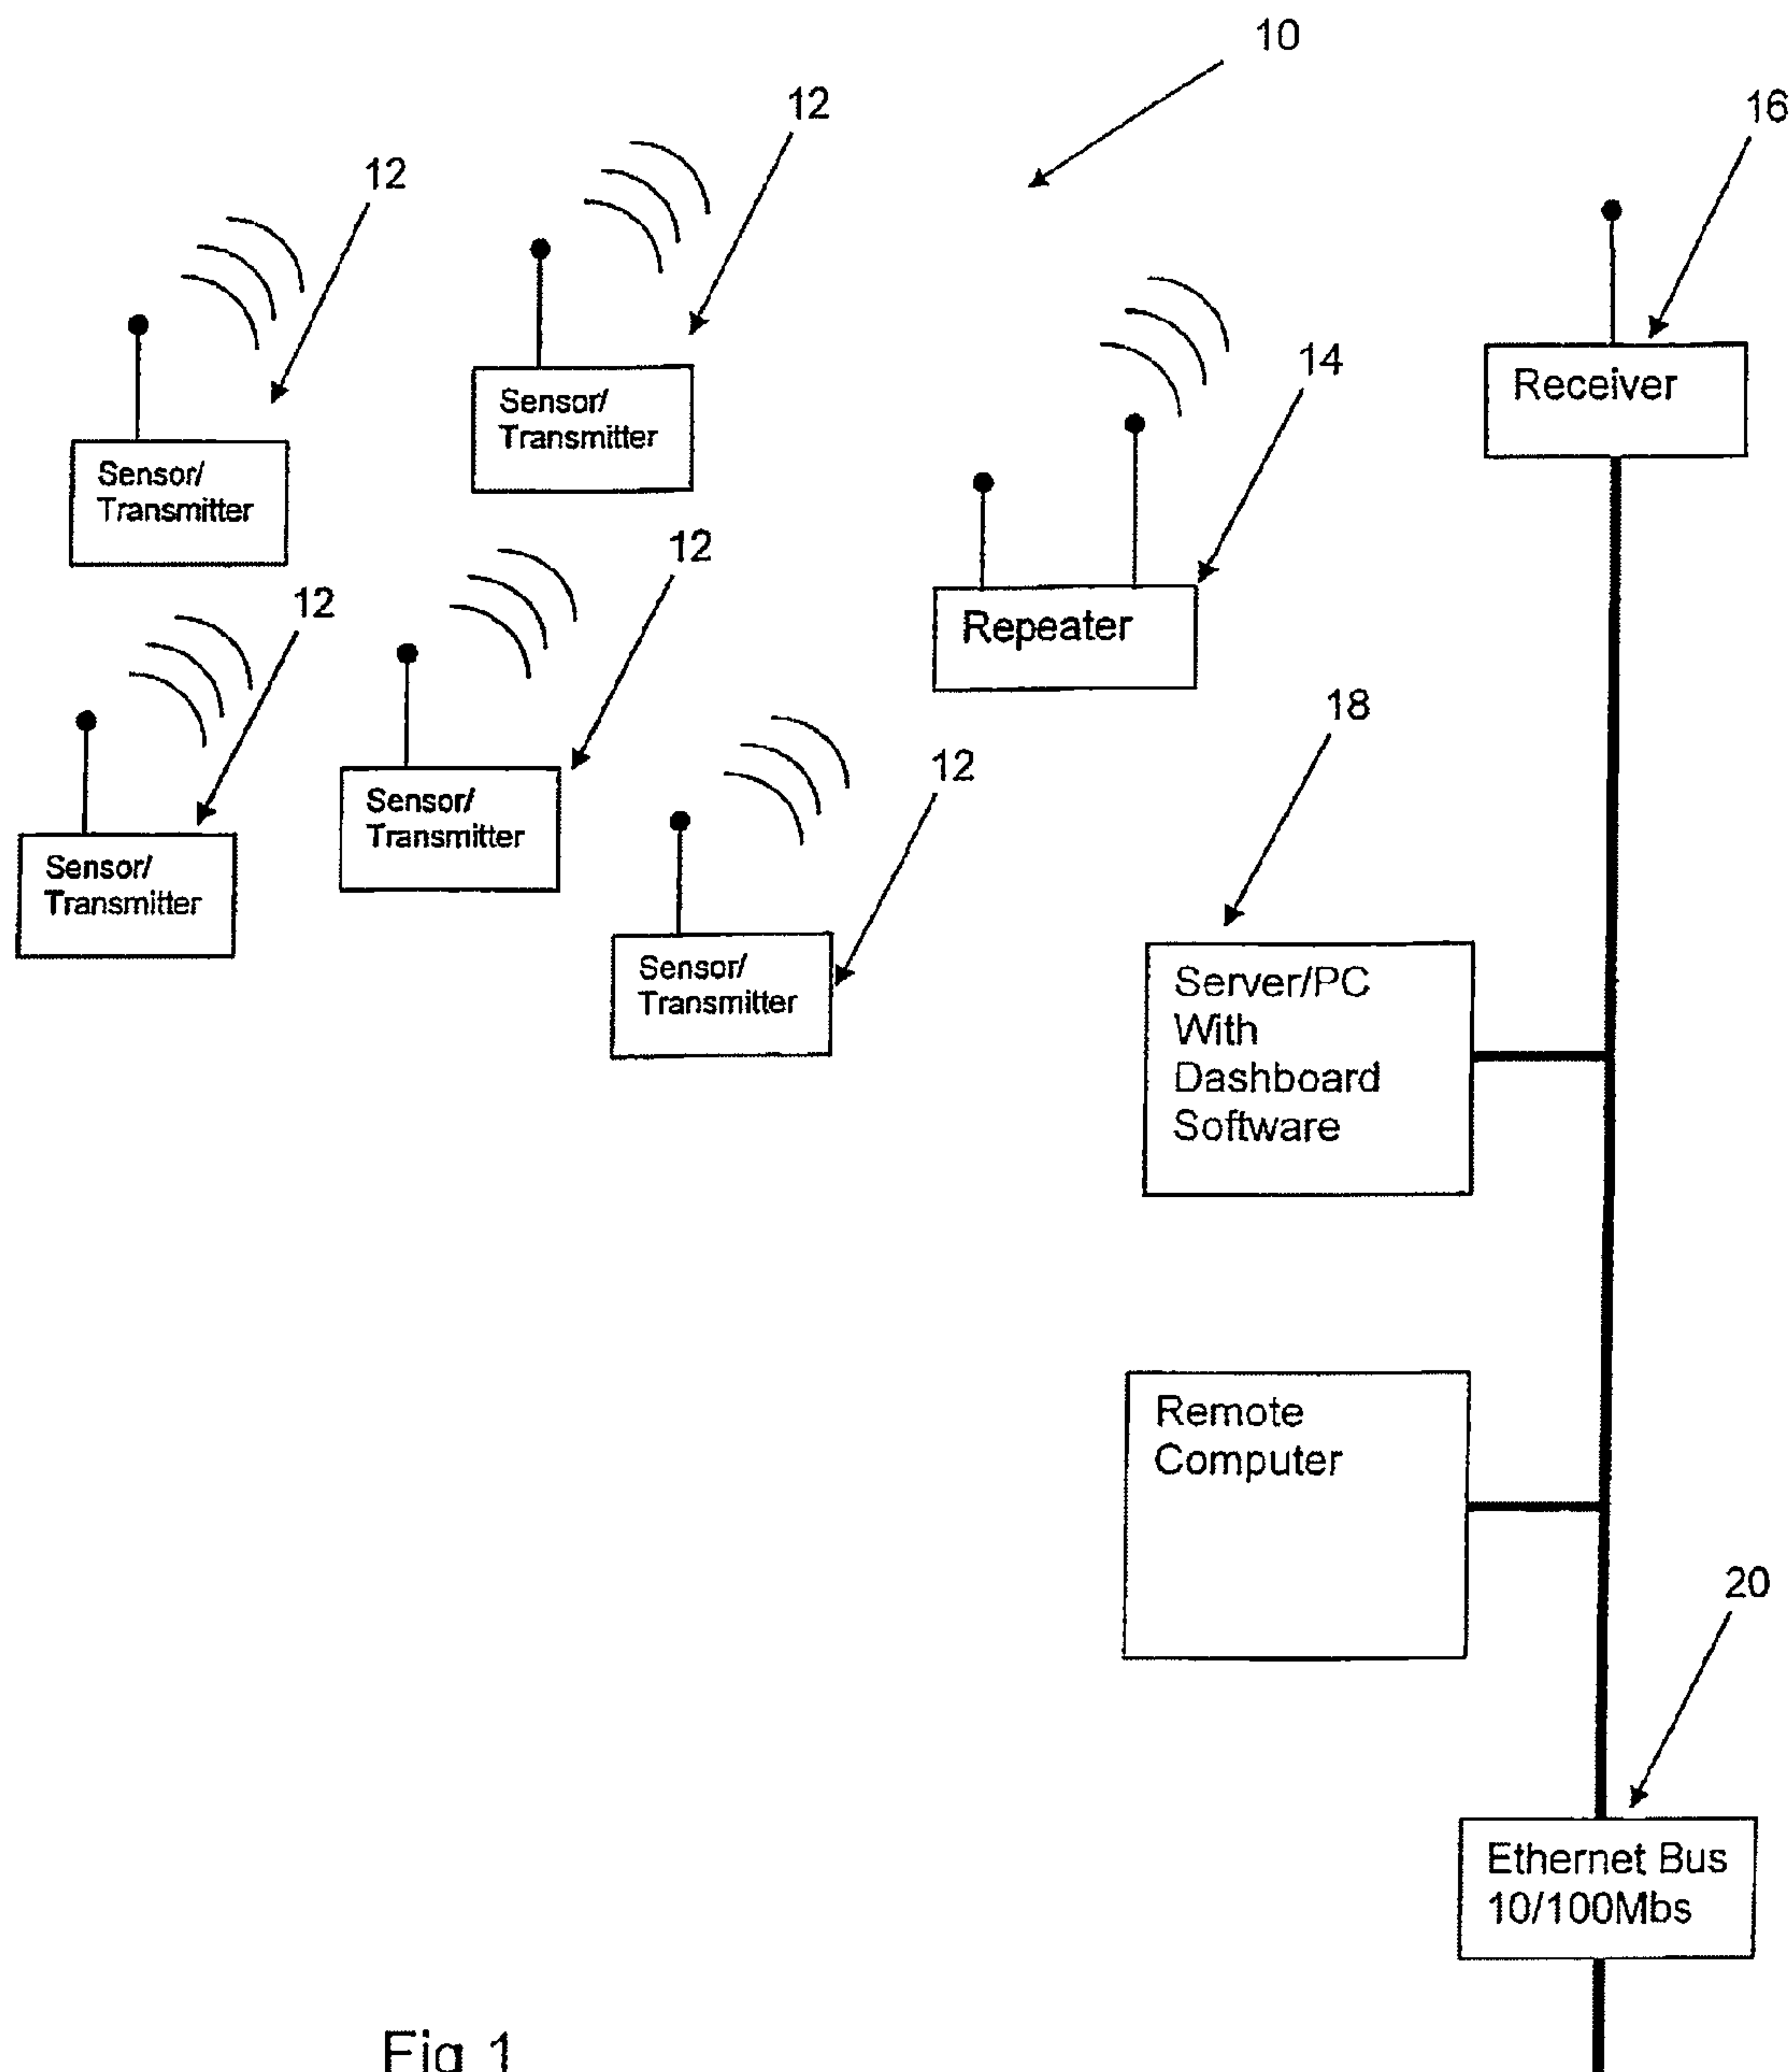 10
12
16
12
14
Receiver
Sensor/
Transmitter
Sensor/
Transmitter
12
12
Repeater
18
12
Sensor/
Transmitter
Sensor/
Transmitter
Sensor/
Transmitter
Server/PC
With
Dashboard
Software
Remote
Computer
20
Ethernet Bus
10/100Mbs
Fig 1